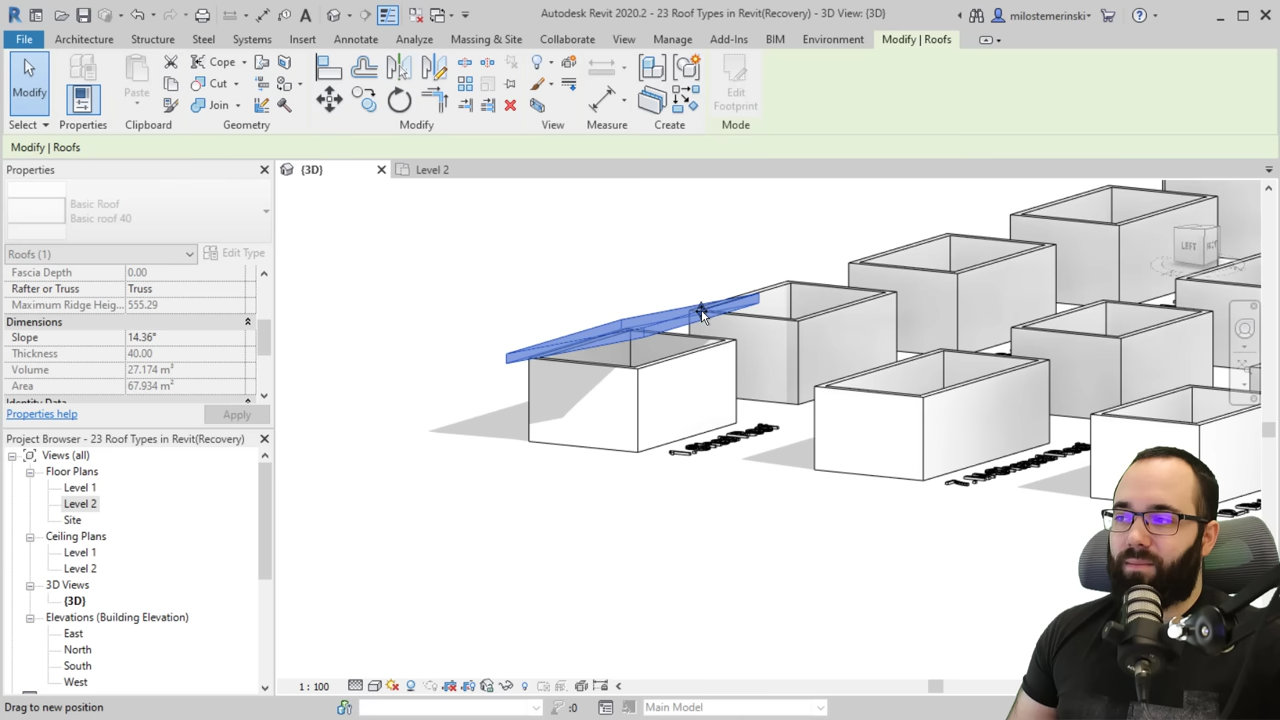 Autodesk Revit 2020.2 - 23 Roof Types in Revit(Recovery) - 3D View: {3D}
milostemerinski
File Architecture Structure Steel Systems Insert Annotate Analyze Massing & Site Collaborate View Manage Add-Ins BIM Environment Modify | Roofs
Cope
Cut
Join
Modify Paste Edit Footprint
Select Properties Clipboard Geometry Modify View Measure Create Mode
Modify | Roofs
Properties
{3D}
Level 2
Basic Roof
Basic roof 40
Roofs (1)
Edit Type
Fascia Depth 0.00
Rafter or Truss Truss
Maximum Ridge Heig... 555.29
Dimensions
Slope 14.36°
Thickness 40.00
Volume 27.174 m³
Area 67.934 m²
Identity Data
Properties help
Apply
LEFT
Project Browser - 23 Roof Types in Revit(Recovery)
Views (all)
Floor Plans
Level 1
Level 2
Site
Ceiling Plans
Level 1
Level 2
3D Views
{3D}
Elevations (Building Elevation)
East
North
South
West
1 : 100
Drag to new position
:0
Main Model